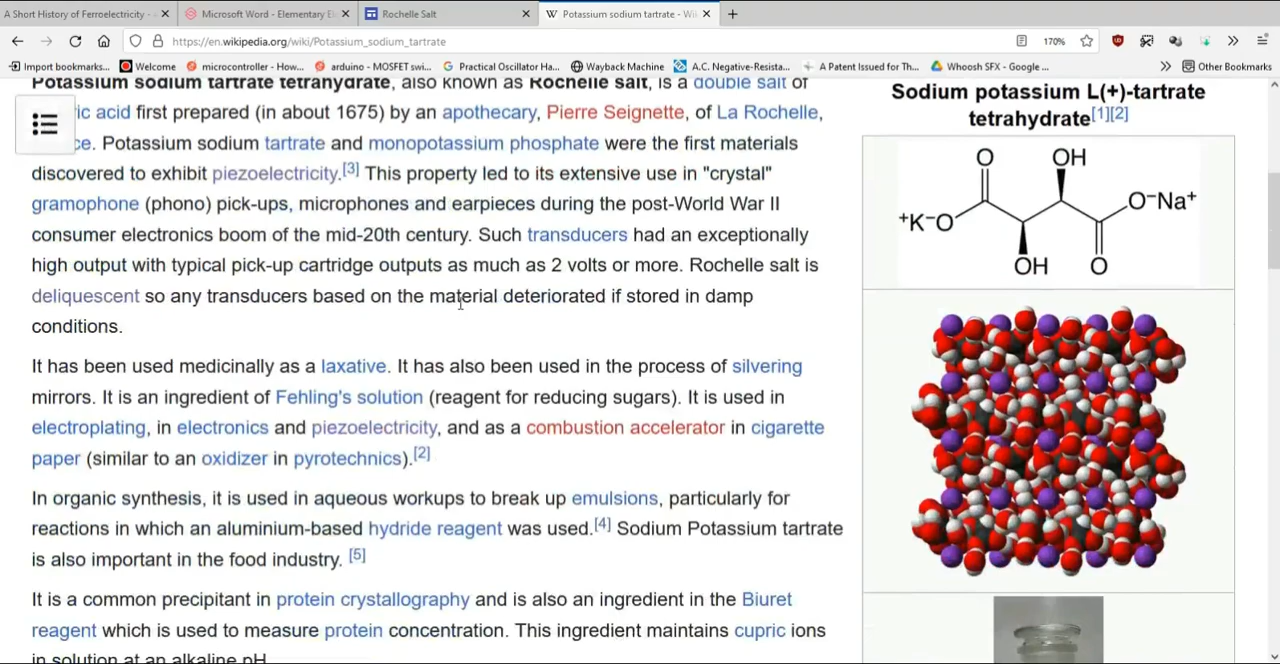 A Short History of Ferroelectricity -
Microsoft Word - Elementary El
Rochelle Salt
W Potassium sodium tartrate - Wi
https://en.wikipedia.org/wiki/Potassium_sodium_tartrate
170%
Import bookmarks...
Welcome
microcontroller - How...
arduino - MOSFET swi...
Practical Oscillator Ha...
Wayback Machine
A.C. Negative-Resista...
A Patent Issued for Th...
Whoosh SFX - Google ...
Other Bookmarks
Potassium sodium tartrate tetrahydrate, also known as Rochelle salt, is a double salt of
ric acid first prepared (in about 1675) by an apothecary, Pierre Seignette, of La Rochelle,
ce. Potassium sodium tartrate and monopotassium phosphate were the first materials
discovered to exhibit piezoelectricity.[3] This property led to its extensive use in "crystal"
gramophone (phono) pick-ups, microphones and earpieces during the post-World War II
consumer electronics boom of the mid-20th century. Such transducers had an exceptionally
high output with typical pick-up cartridge outputs as much as 2 volts or more. Rochelle salt is
deliquescent so any transducers based on the material deteriorated if stored in damp
conditions.
It has been used medicinally as a laxative. It has also been used in the process of silvering
mirrors. It is an ingredient of Fehling's solution (reagent for reducing sugars). It is used in
electroplating, in electronics and piezoelectricity, and as a combustion accelerator in cigarette
paper (similar to an oxidizer in pyrotechnics).[2]
In organic synthesis, it is used in aqueous workups to break up emulsions, particularly for
reactions in which an aluminium-based hydride reagent was used.[4] Sodium Potassium tartrate
is also important in the food industry. [5]
It is a common precipitant in protein crystallography and is also an ingredient in the Biuret
reagent which is used to measure protein concentration. This ingredient maintains cupric ions
in solution at an alkaline pH.
Sodium potassium L(+)-tartrate
tetrahydrate[1][2]
O OH
O⁻Na⁺
⁺K⁻O
OH O